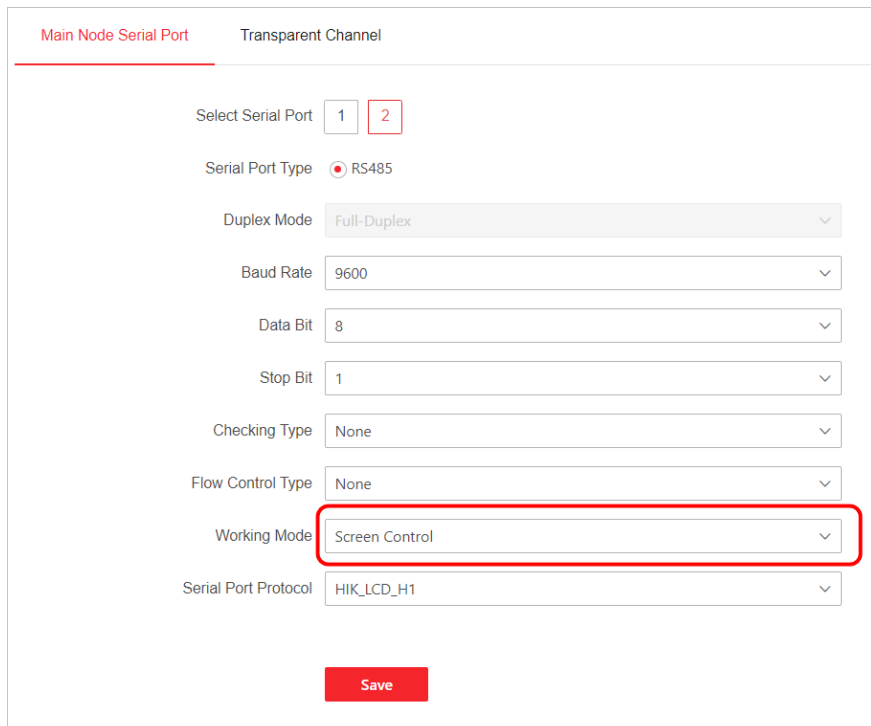 Main Node Serial Port Transparent Channel
Select Serial Port 1 2
Serial Port Type RS485
Duplex Mode Full-Duplex
Baud Rate 9600
Data Bit 8
Stop Bit 1
Checking Type None
Flow Control Type None
Working Mode Screen Control
Serial Port Protocol HIK_LCD_H1
Save